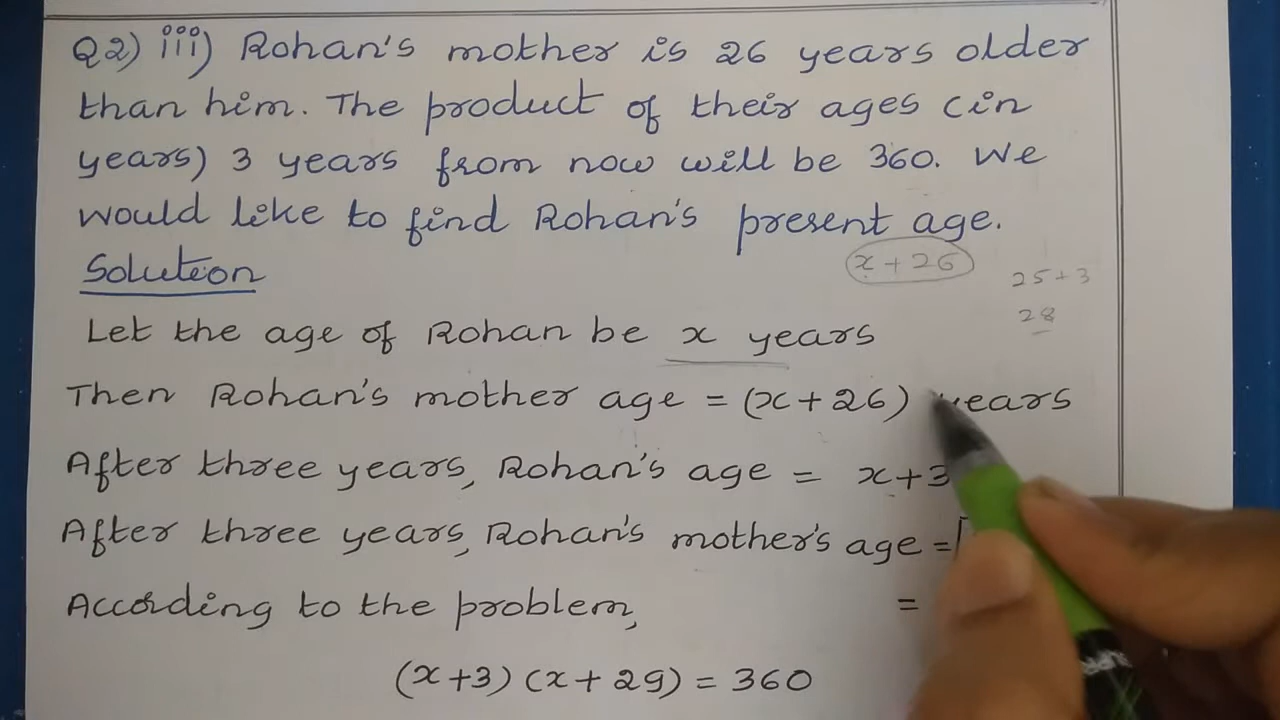 Q2) iii) Rohan's mother is 26 years older
than him. The product of their ages (in
years) 3 years from now will be 360. We
would like to find Rohan's present age.
x + 26
Solution
25 + 3
28
Let the age of Rohan be x years
Then Rohan's mother age = (x + 26) years
After three years, Rohan's age = x + 3
After three years, Rohan's mother's age = [
According to the problem, =
(x + 3) (x + 29) = 360